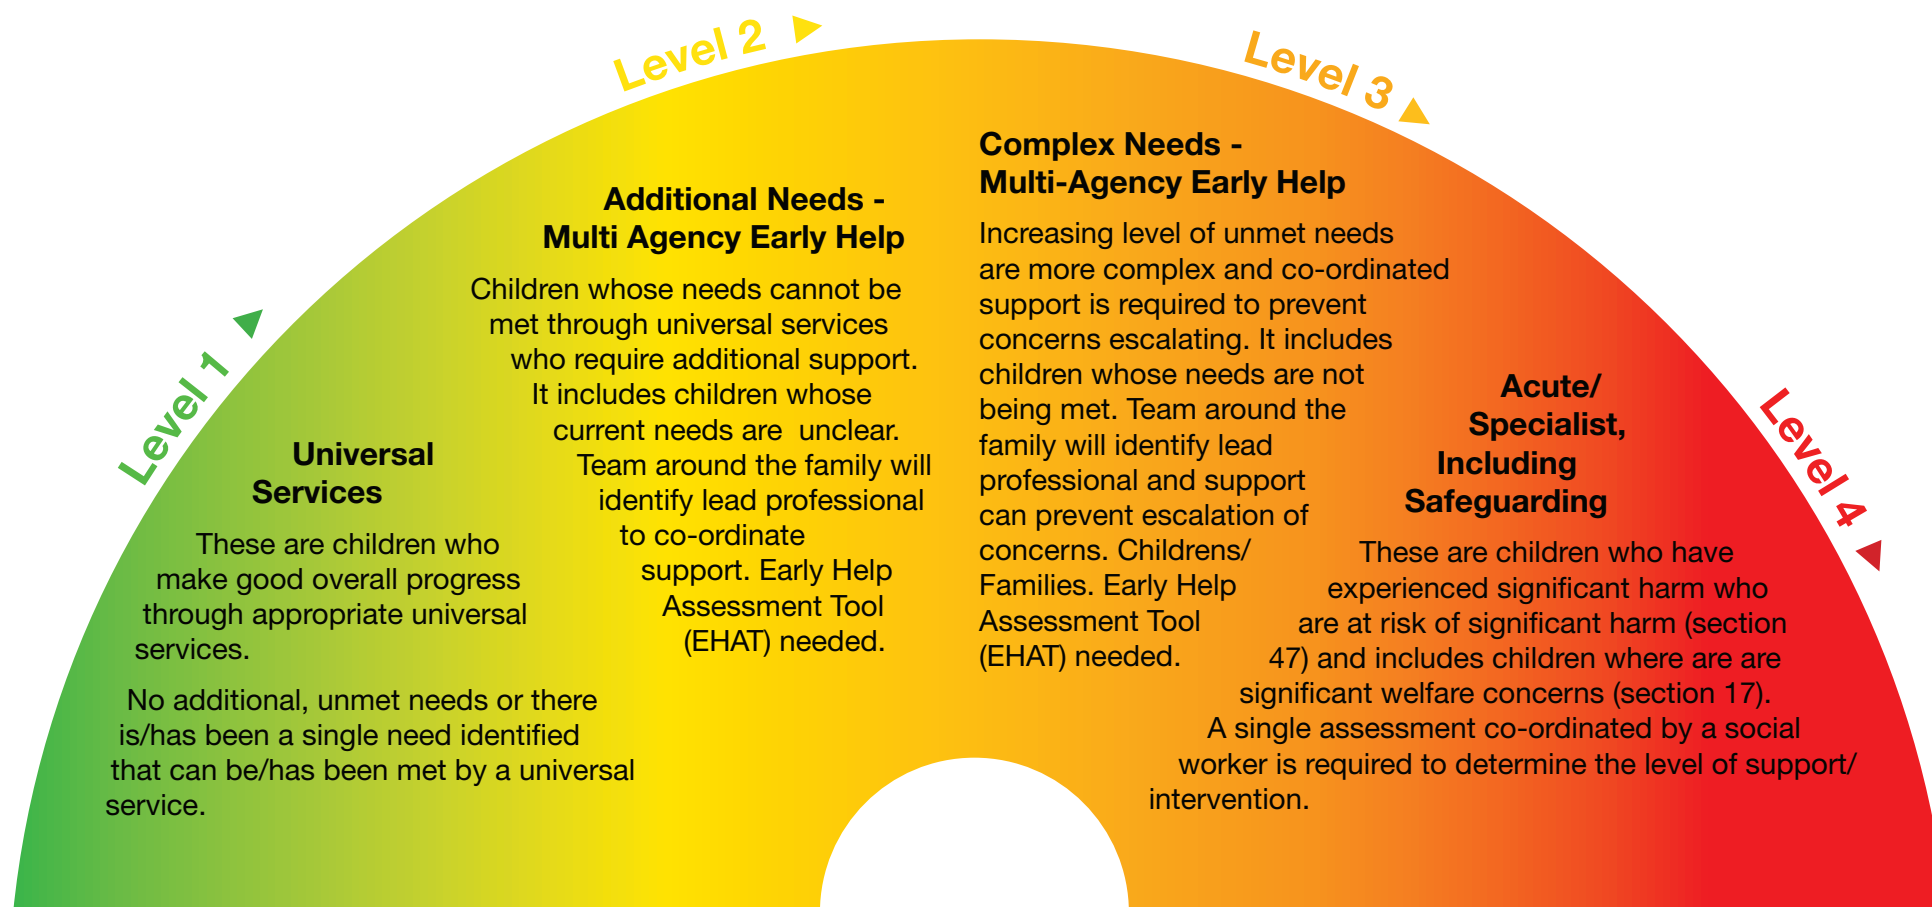 Level 1
Universal
Services
These are children who
make good overall progress
through appropriate universal
services.
No additional, unmet needs or there
is/has been a single need identified
that can be/has been met by a universal
service.
Level 2
Additional Needs -
Multi Agency Early Help
Children whose needs cannot be
met through universal services
who require additional support.
It includes children whose
current needs are  unclear.
Team around the family will
identify lead professional
to co-ordinate
support. Early Help
Assessment Tool
(EHAT) needed.
Level 3
Complex Needs -
Multi-Agency Early Help
Increasing level of unmet needs
are more complex and co-ordinated
support is required to prevent
concerns escalating. It includes
children whose needs are not
being met. Team around the
family will identify lead
professional and support
can prevent escalation of
concerns. Childrens/
Families. Early Help
Assessment Tool
(EHAT) needed.
Level 4
Acute/
Specialist,
Including
Safeguarding
These are children who have
experienced significant harm who
are at risk of significant harm (section
47) and includes children where are are
significant welfare concerns (section 17).
A single assessment co-ordinated by a social
worker is required to determine the level of support/
intervention.